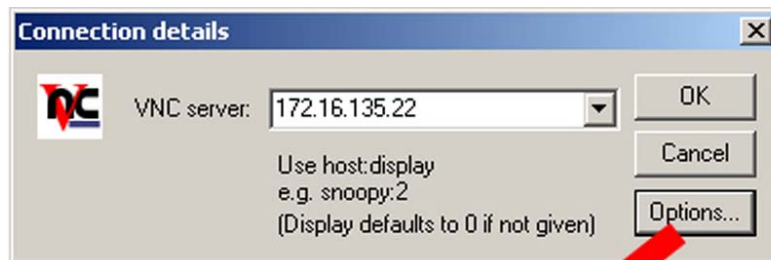 Connection details
VNC
VNC server:
172.16.135.22
OK
Use host:display
e.g. snoopy:2
(Display defaults to 0 if not given)
Cancel
Options...